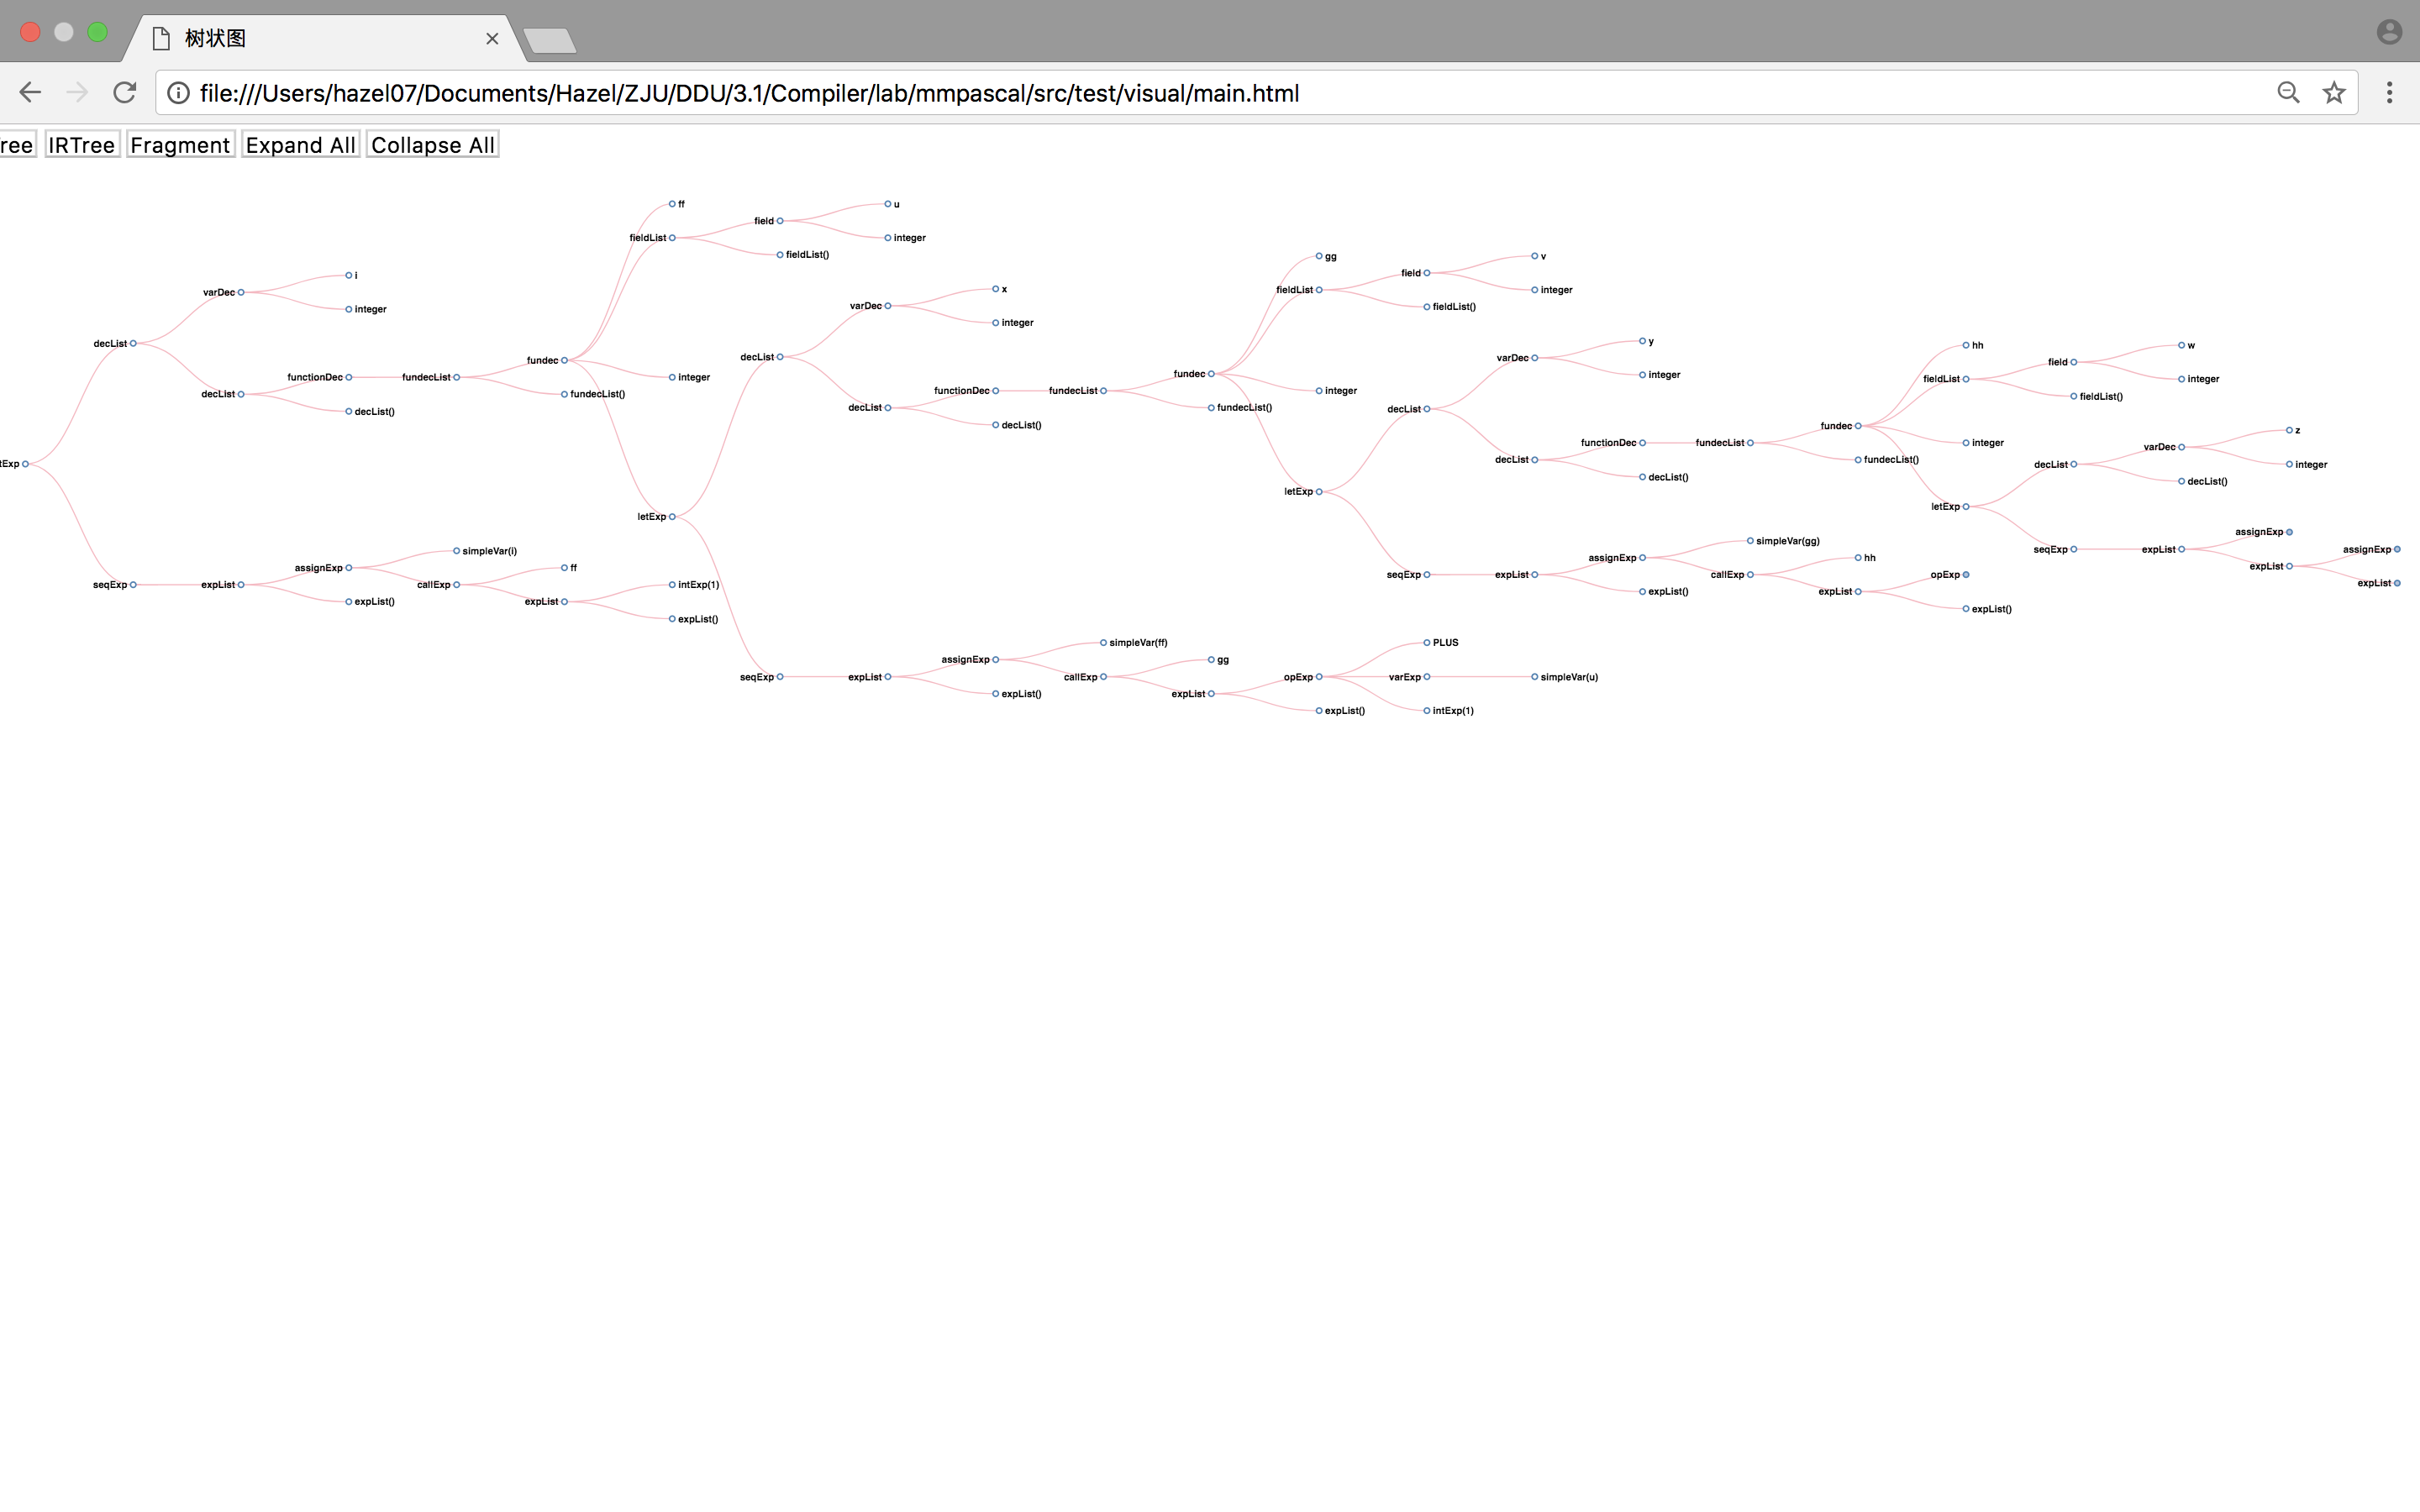 树状图
file:///Users/hazel07/Documents/Hazel/ZJU/DDU/3.1/Compiler/lab/mmpascal/src/test/visual/main.html
ree IRTree Fragment Expand All Collapse All
ff u
field
fieldList integer
fieldList()
gg v
field
i
fieldList integer
x
varDec
varDec fieldList()
integer
integer
y
decList
hh w
decList
varDec
fundec
field
fundec
integer
functionDec fundecList integer
fieldList integer
functionDec fundecList integer
decList fundecList()
fieldList()
decList fundecList()
decList
decList()
decList()
fundec
z
functionDec fundecList integer
varDec
decList fundecList()
tExp
decList integer
decList()
decList()
letExp
letExp
letExp
assignExp
simpleVar(gg)
seqExp expList assignExp
simpleVar(i)
assignExp hh
expList
assignExp ff
seqExp expList callExp opExp
expList
seqExp expList callExp intExp(1)
expList()
expList
expList() expList
expList()
expList()
simpleVar(ff) PLUS
assignExp gg
seqExp expList callExp opExp varExp simpleVar(u)
expList() expList
expList() intExp(1)